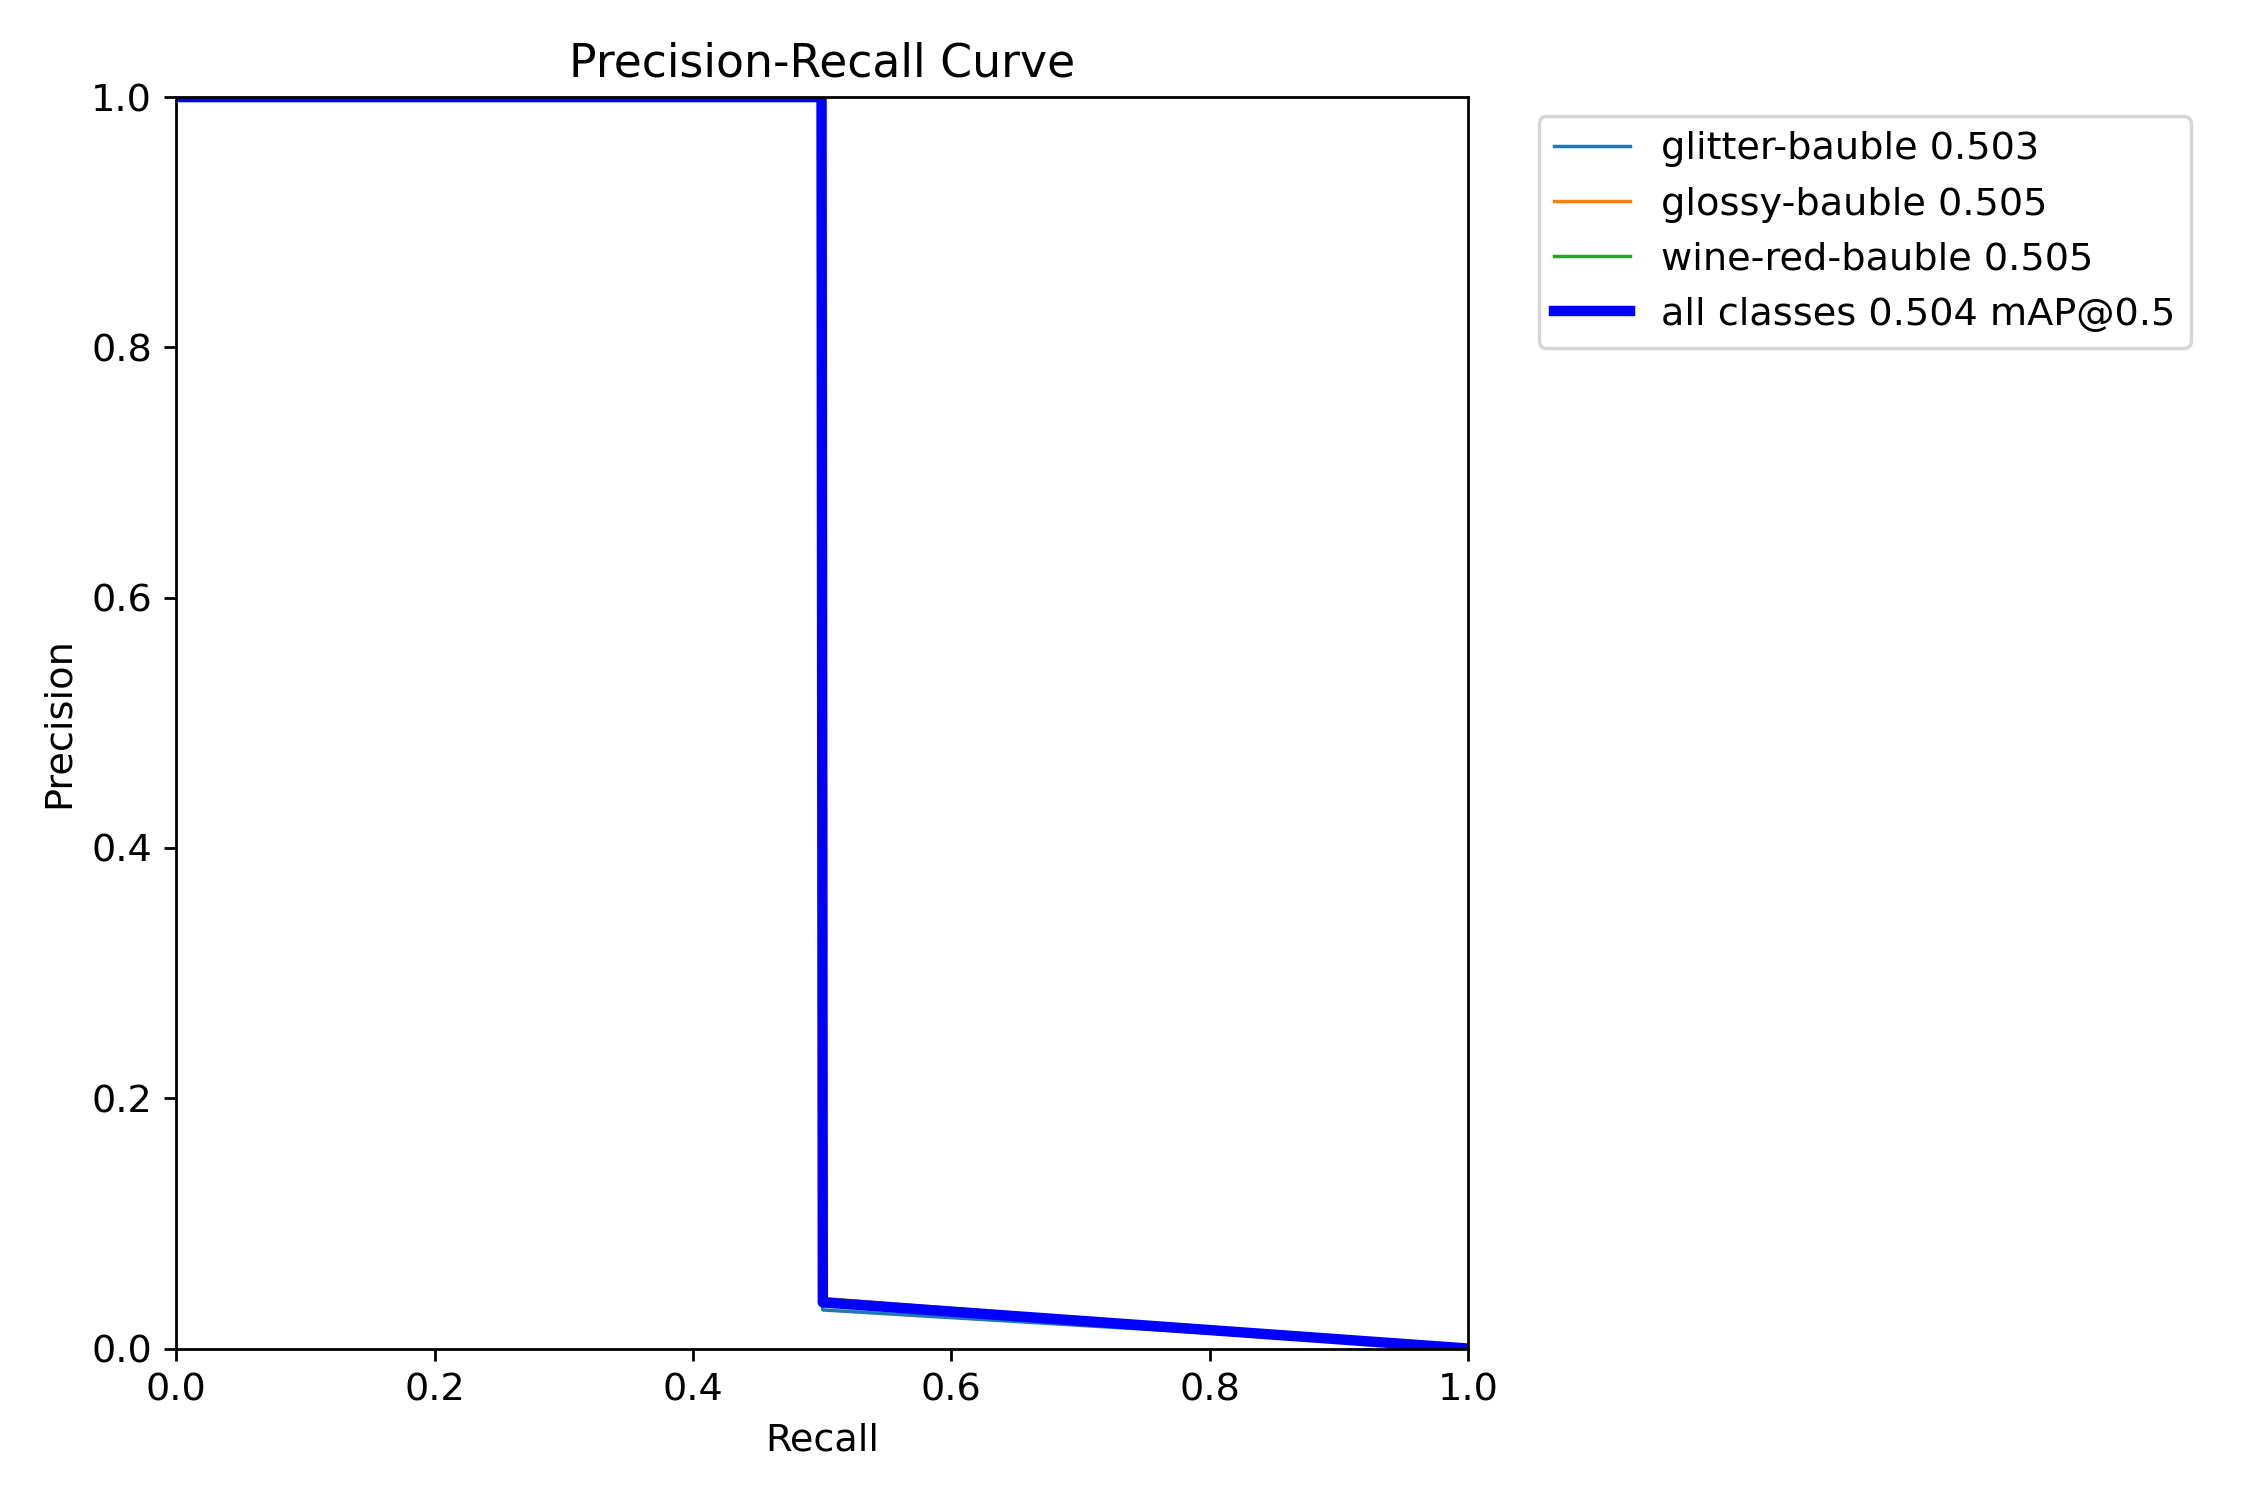 Precision-Recall Curve
1.0
0.8
0.6
0.4
0.2
0.0
Precision
0.0 0.2 0.4 0.6 0.8 1.0
Recall
glitter-bauble 0.503
glossy-bauble 0.505
wine-red-bauble 0.505
all classes 0.504 mAP@0.5